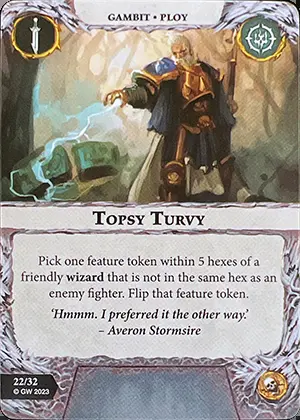 GAMBIT • PLOY
TOPSY TURVY
Pick one feature token within 5 hexes of a
friendly wizard that is not in the same hex as an
enemy fighter. Flip that feature token.
'Hmmm. I preferred it the other way.'
– Averon Stormsire
22/32
© GW 2023